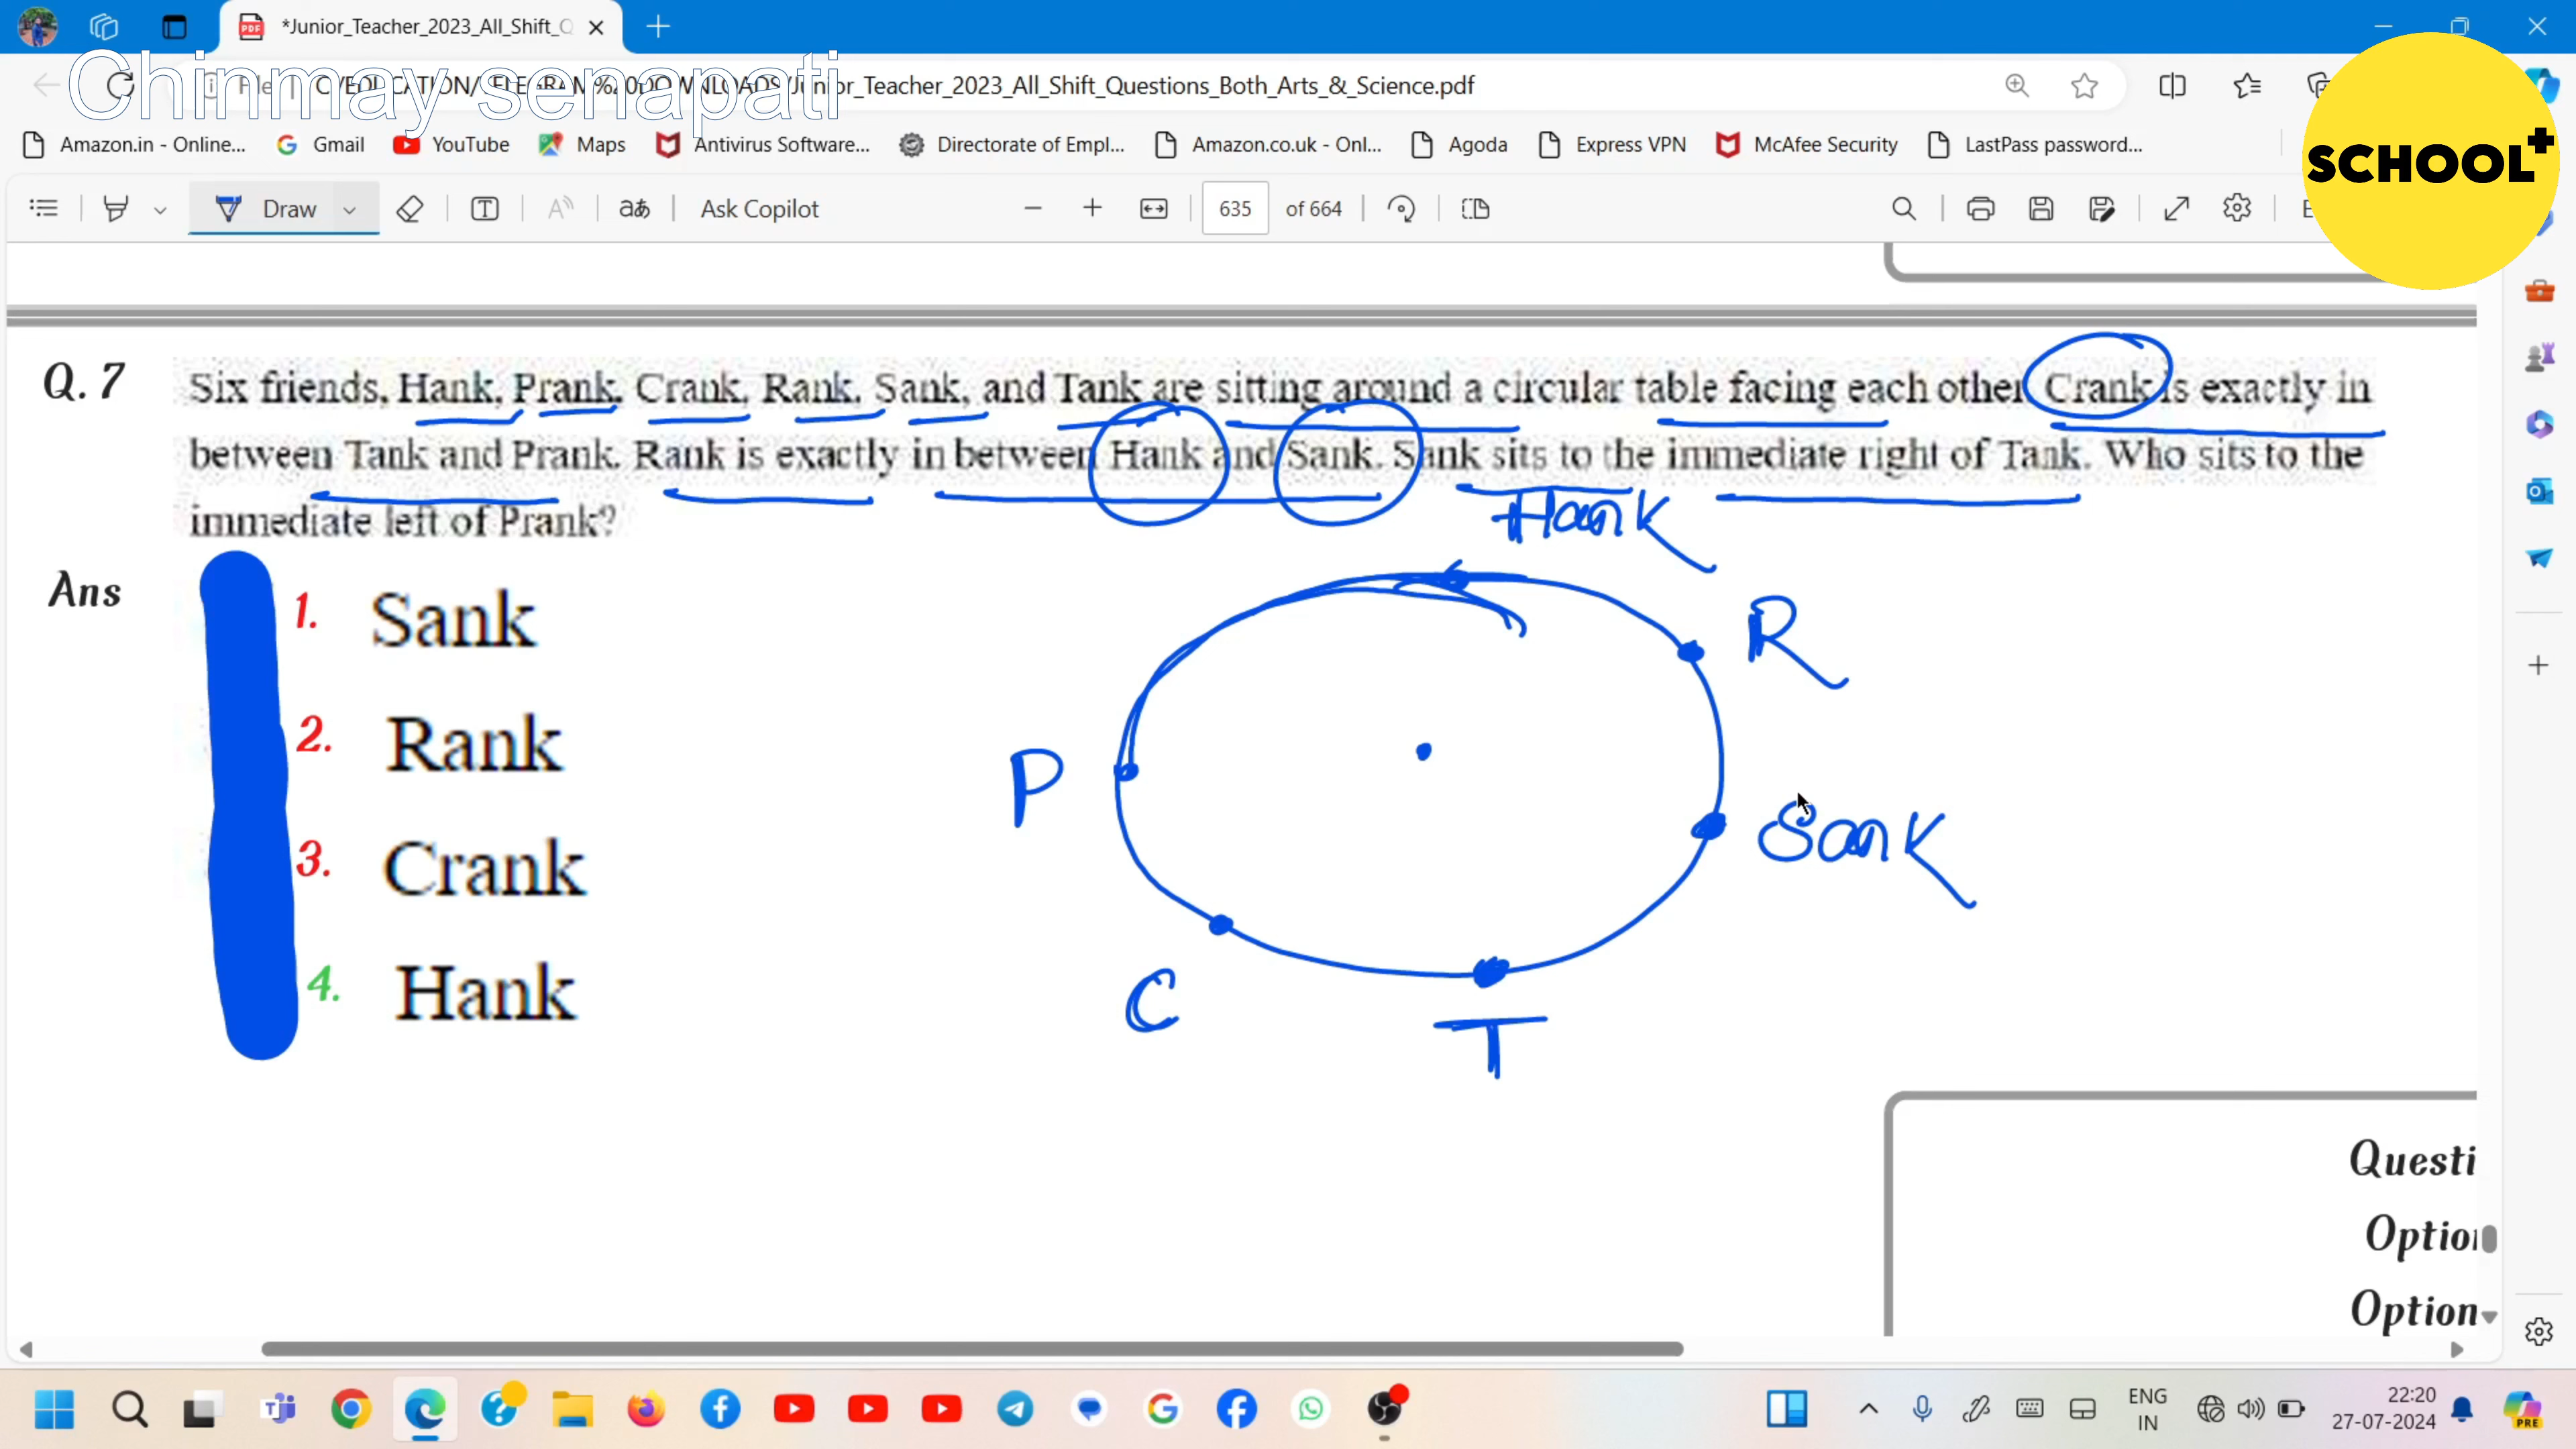 *Junior_Teacher_2023_All_Shift_Q
Chinmay senapati
Junior_Teacher_2023_All_Shift_Questions_Both_Arts_&_Science.pdf
Amazon.in - Online... Gmail YouTube Maps Antivirus Software... Directorate of Empl... Amazon.co.uk - Onl... Agoda Express VPN McAfee Security LastPass password...
SCHOOL+
Draw Ask Copilot 635 of 664
Q. 7 Six friends, Hank, Prank, Crank, Rank, Sank, and Tank are sitting around a circular table facing each other. Crank is exactly in
between Tank and Prank. Rank is exactly in between Hank and Sank. Sank sits to the immediate right of Tank. Who sits to the
immediate left of Prank?
Hank
Ans
1. Sank
R
2. Rank
P
Sank
3. Crank
4. Hank
C
T
Questi
Optio
Option
ENG
IN
22:20
27-07-2024
PRE